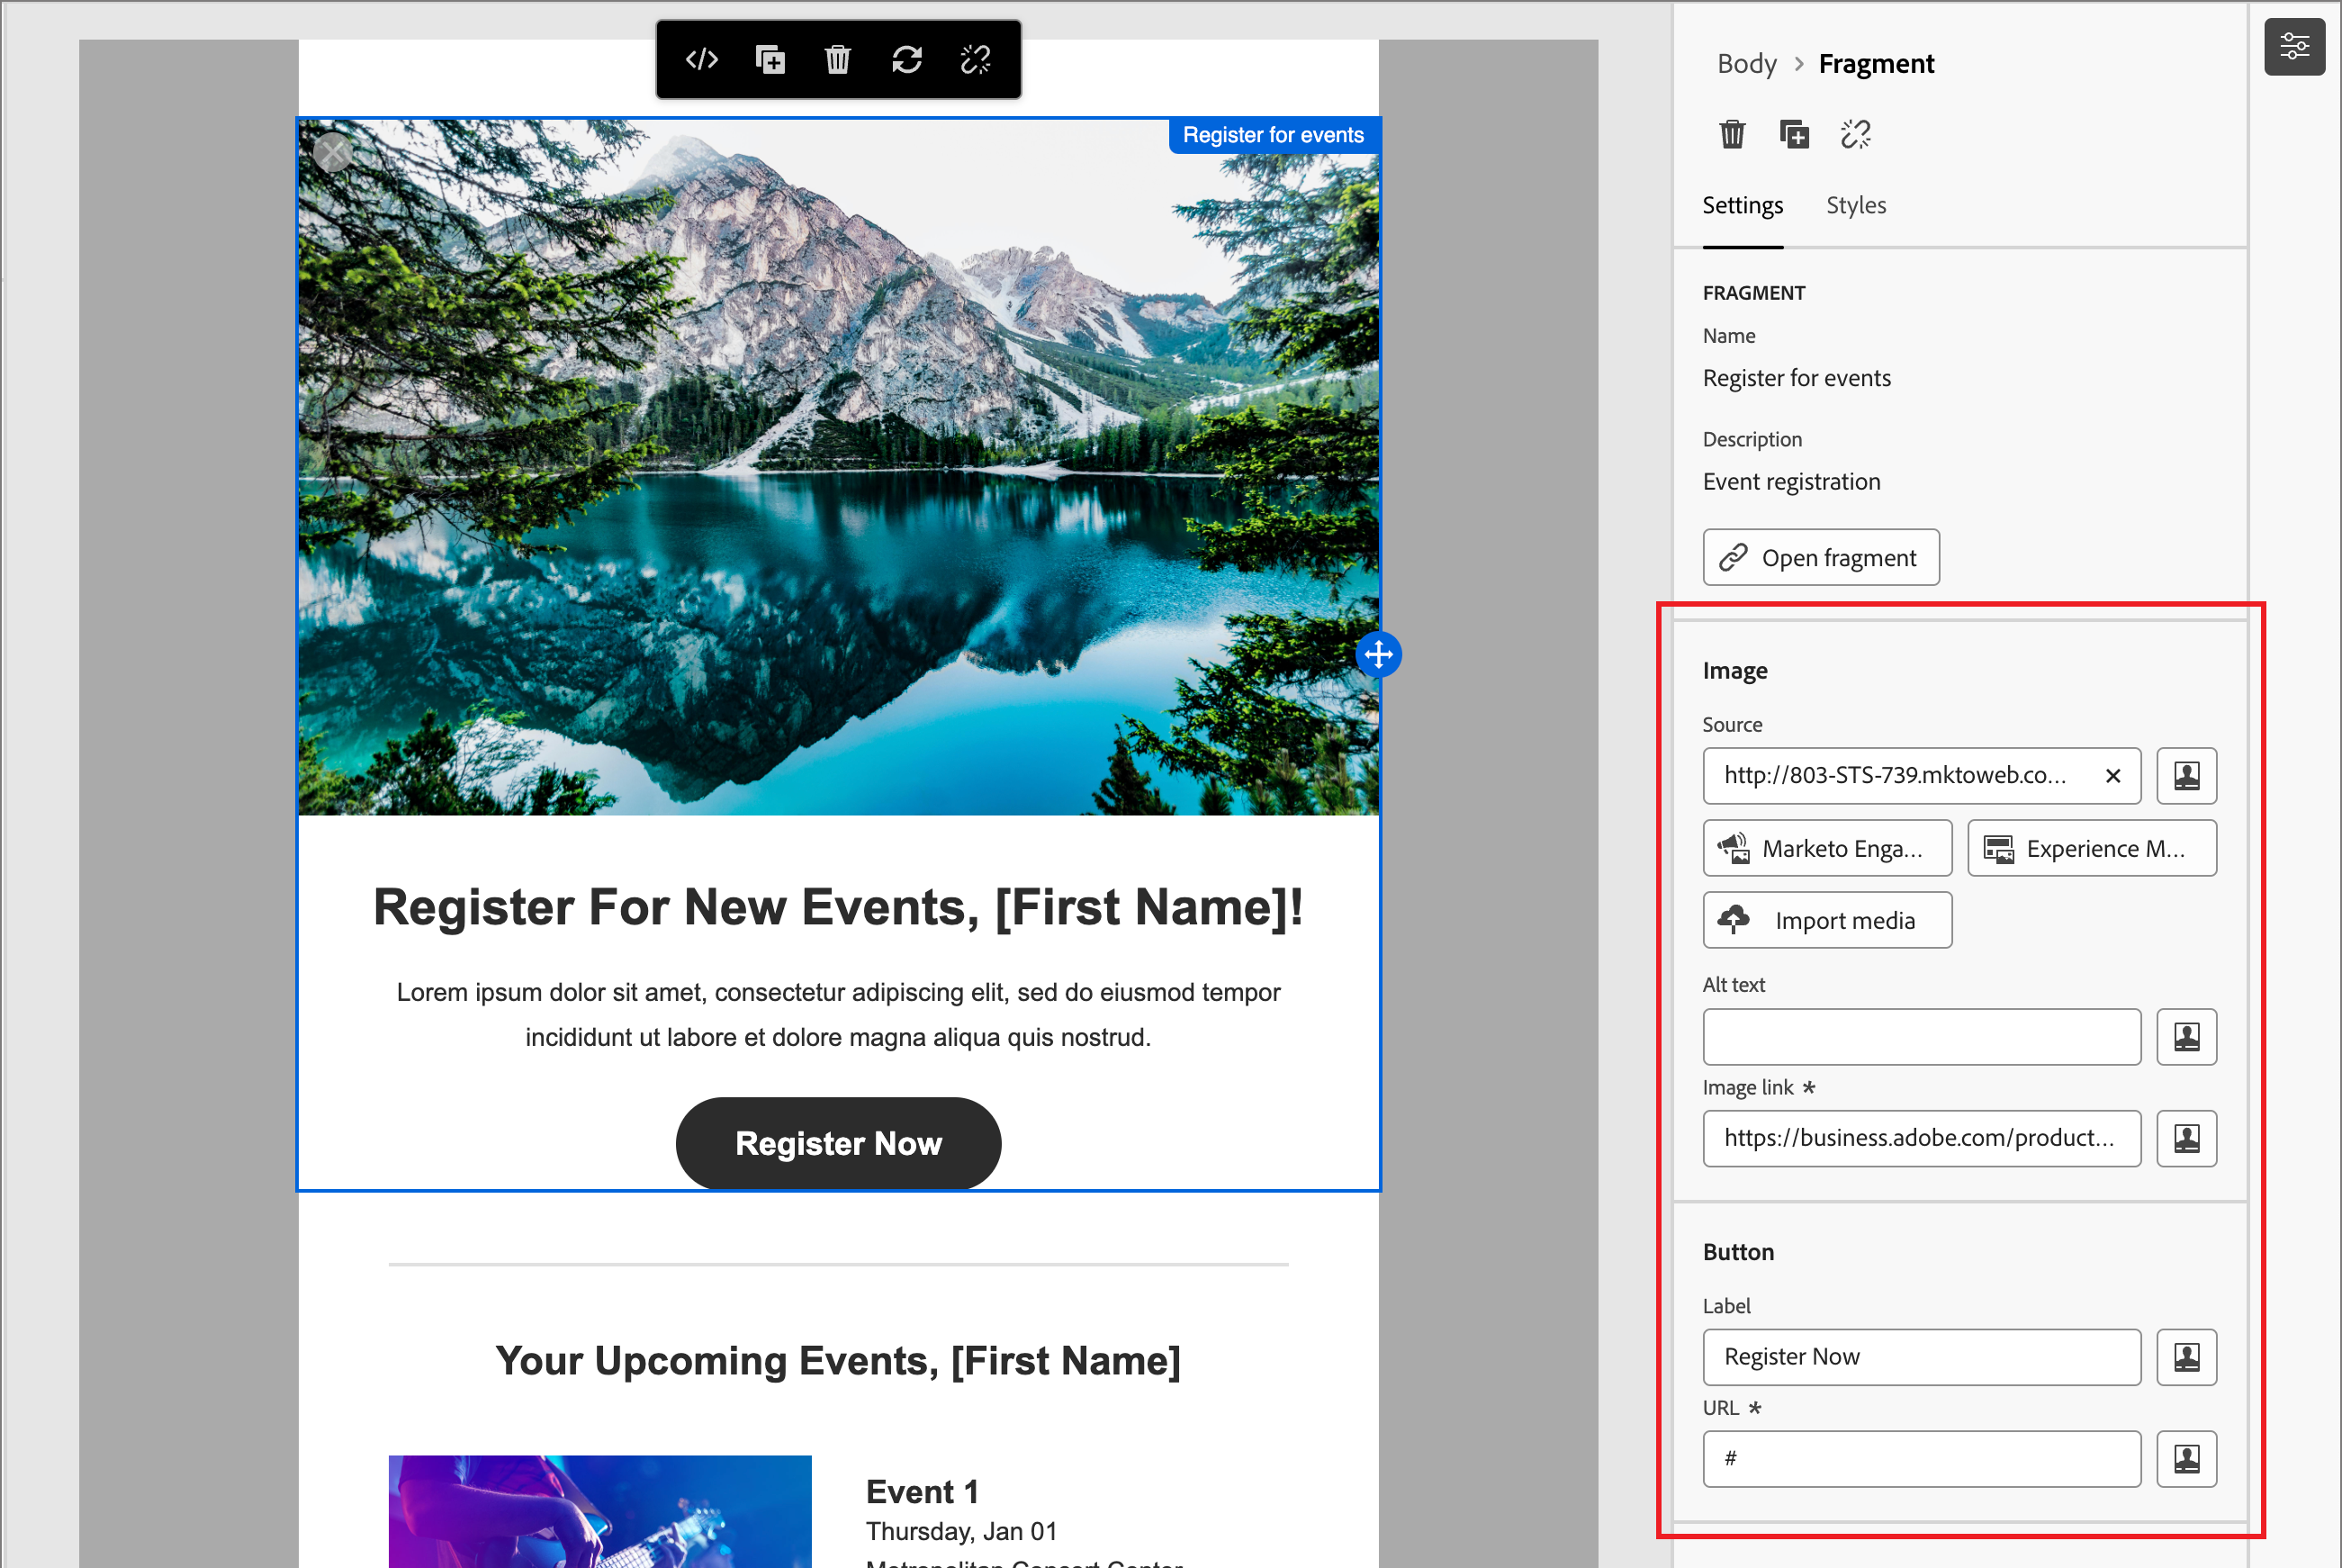 Register for events
Register For New Events, [First Name]!
Lorem ipsum dolor sit amet, consectetur adipiscing elit, sed do eiusmod tempor
incididunt ut labore et dolore magna aliqua quis nostrud.
Register Now
Your Upcoming Events, [First Name]
Event 1
Thursday, Jan 01
Metropolitan Concert Center
Body > Fragment
Settings Styles
FRAGMENT
Name
Register for events
Description
Event registration
Open fragment
Image
Source
http://803-STS-739.mktoweb.co...
Marketo Enga... Experience M...
Import media
Alt text
Image link *
https://business.adobe.com/product...
Button
Label
Register Now
URL *
#